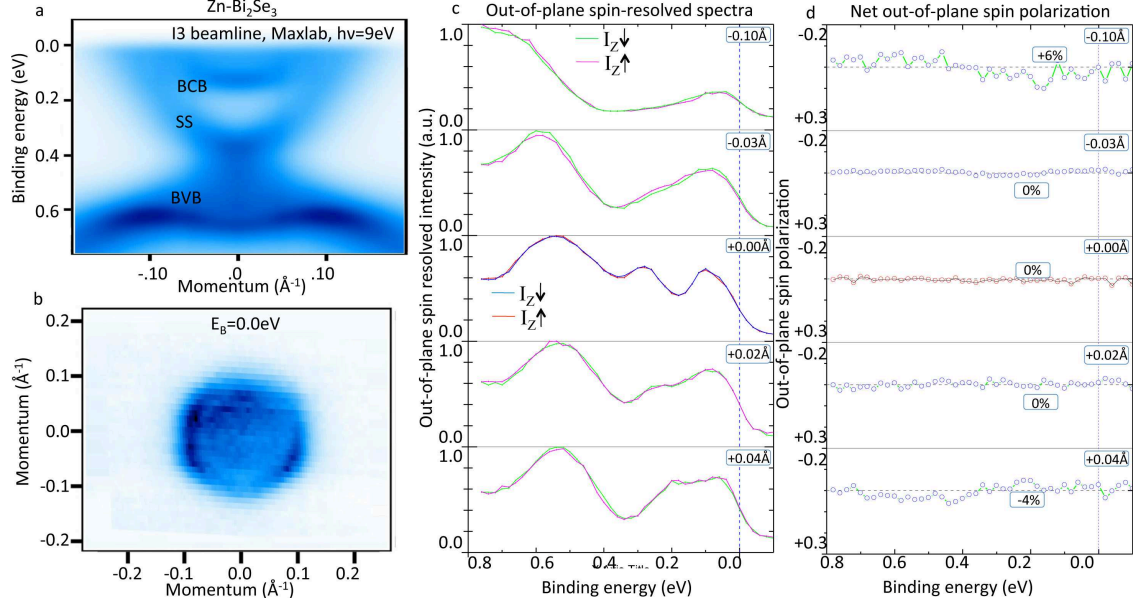 a
Zn-Bi2Se3
I3 beamline, Maxlab, hν=9eV
BCB
SS
BVB
Binding energy (eV)
0.0
0.2
0.4
0.6
-.10
.0
.10
Momentum (Å-1)
b
EB=0.0eV
Momentum (Å-1)
0.2
0.1
0.0
-0.1
-0.2
-0.2
-0.1
0.0
0.1
0.2
Momentum (Å-1)
c
Out-of-plane spin-resolved spectra
Out-of-plane spin resolved intensity (a.u.)
1.0
IZ↓
IZ↑
-0.10Å
0.0
1.0
-0.03Å
0.0
1.0
+0.00Å
IZ↓
IZ↑
0.0
1.0
+0.02Å
0.0
1.0
+0.04Å
0.0
0.8
0.6
0.4
0.2
0.0
Binding energy (eV)
d
Net out-of-plane spin polarization
Out-of-plane spin polarization
-0.2
-0.10Å
+6%
+0.3
-0.2
-0.03Å
0%
+0.3
-0.2
+0.00Å
0%
+0.3
-0.2
+0.02Å
0%
+0.3
-0.2
+0.04Å
-4%
+0.3
0.8
0.6
0.4
0.2
0.0
Binding energy (eV)